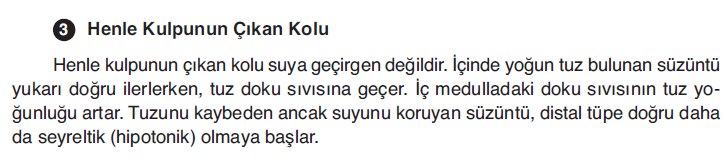 3 Henle Kulpunun Çıkan Kolu
Henle kulpunun çıkan kolu suya geçirgen değildir. İçinde yoğun tuz bulunan süzüntü
yukarı doğru ilerlerken, tuz doku sıvısına geçer. İç medulladaki doku sıvısının tuz yo-
ğunluğu artar. Tuzunu kaybeden ancak suyunu koruyan süzüntü, distal tüpe doğru daha
da seyreltik (hipotonik) olmaya başlar.